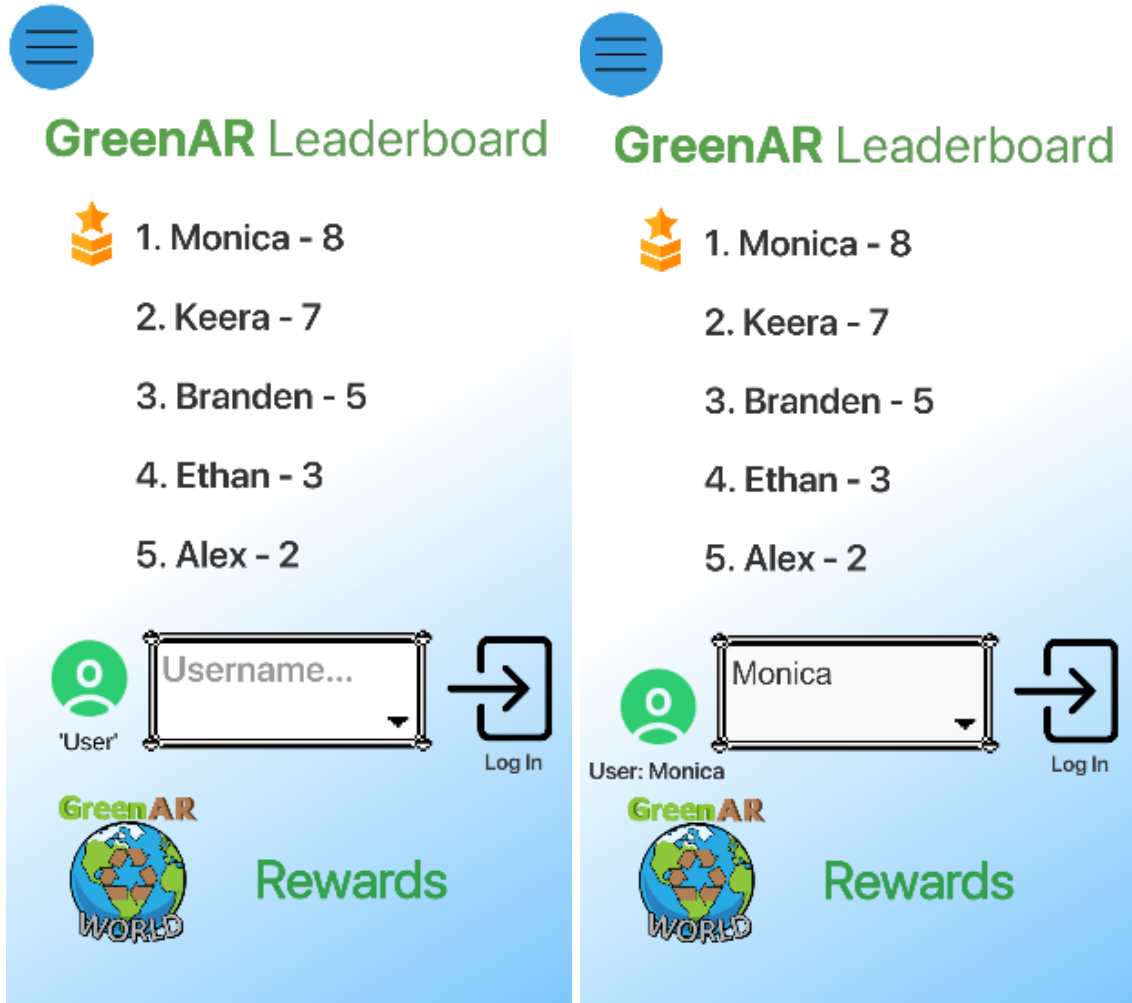 GreenAR Leaderboard
1. Monica - 8
2. Keera - 7
3. Branden - 5
4. Ethan - 3
5. Alex - 2
Username...
'User'
Log In
GreenAR
WORLD
Rewards
GreenAR Leaderboard
1. Monica - 8
2. Keera - 7
3. Branden - 5
4. Ethan - 3
5. Alex - 2
Monica
User: Monica
Log In
GreenAR
WORLD
Rewards